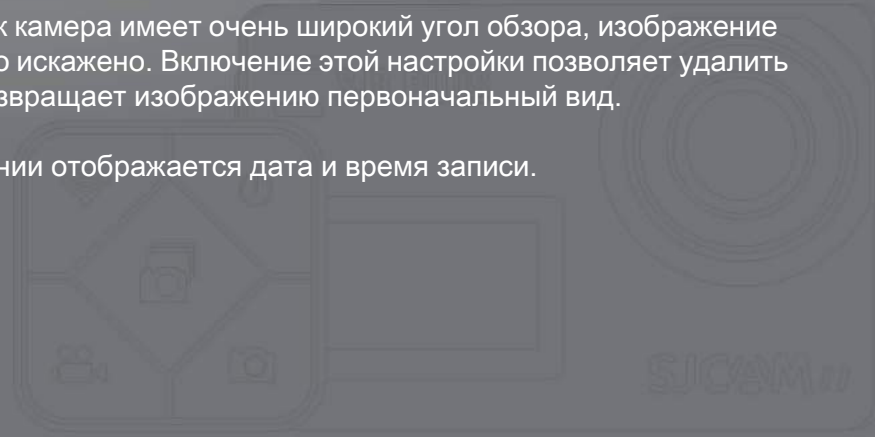 к камера имеет очень широкий угол обзора, изображение
о искажено. Включение этой настройки позволяет удалить
звращает изображению первоначальный вид.
нии отображается дата и время записи.
SJCAM